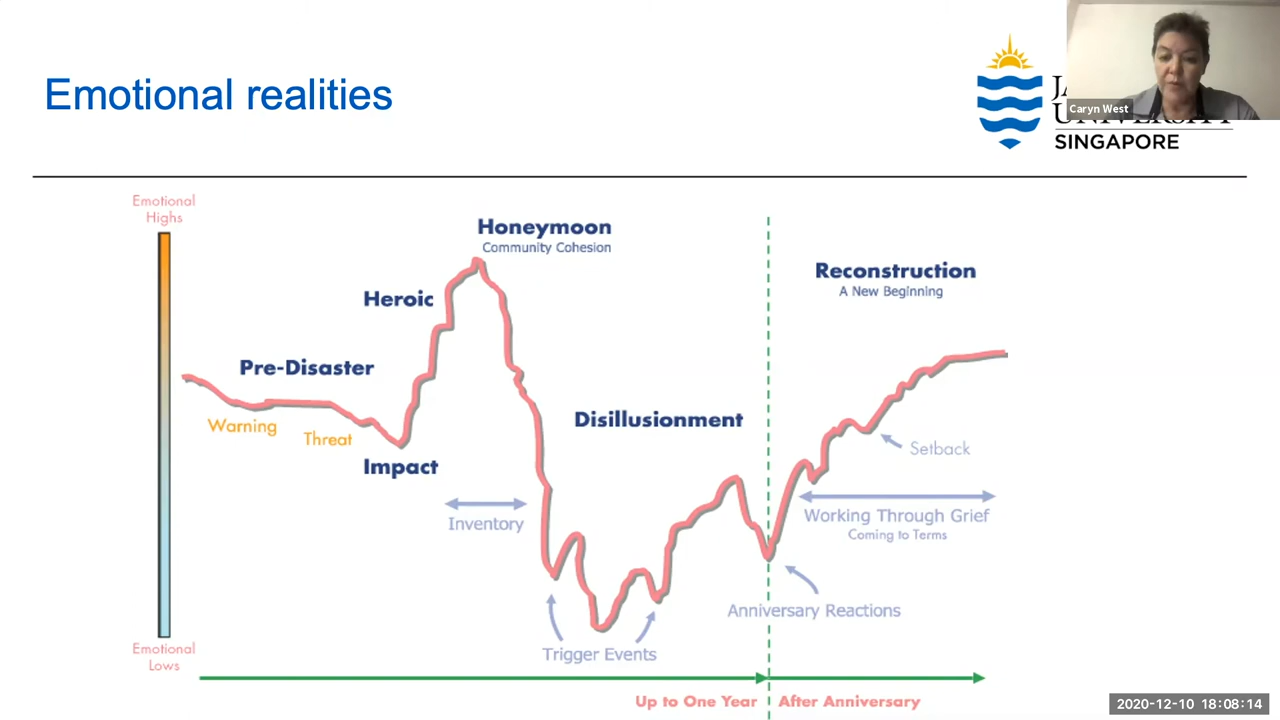 Emotional realities
Caryn West
SINGAPORE
Emotional
Highs
Honeymoon
Community Cohesion
Heroic
Reconstruction
A New Beginning
Pre-Disaster
Warning
Threat
Disillusionment
Impact
Setback
Inventory
Working Through Grief
Coming to Terms
Anniversary Reactions
Trigger Events
Emotional
Lows
Up to One Year
After Anniversary
2020-12-10 18:08:14